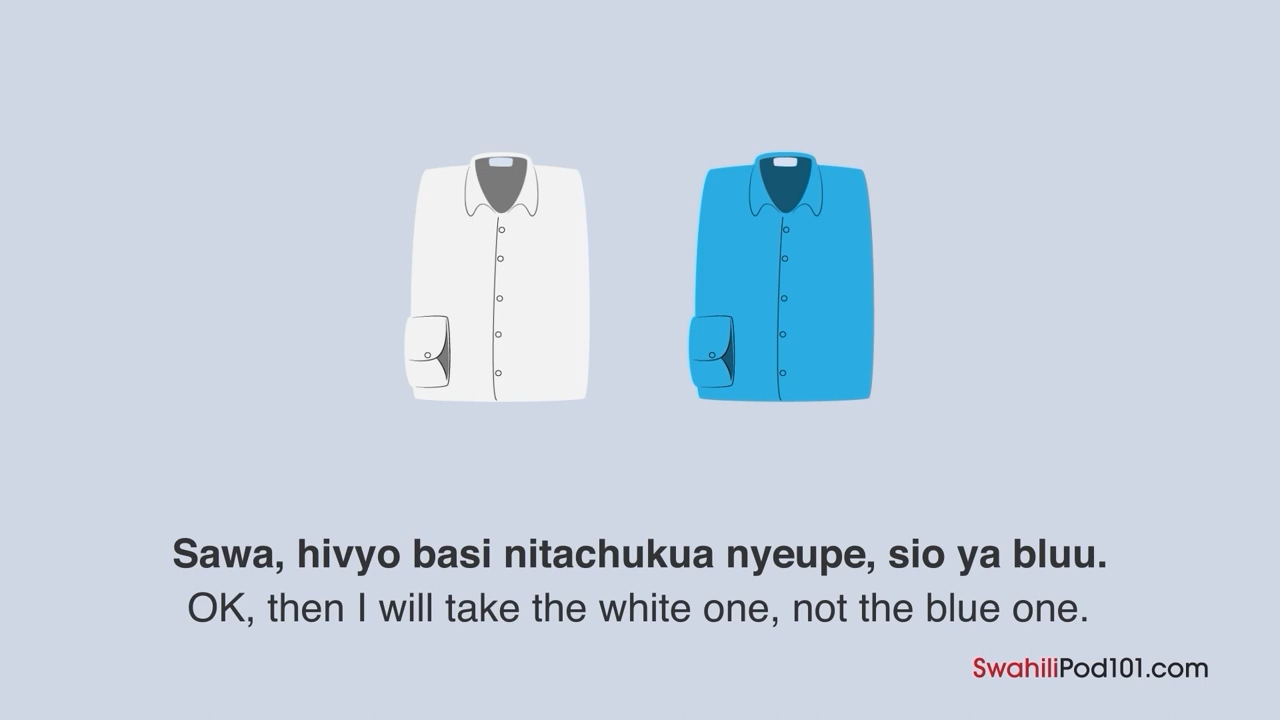 Sawa, hivyo basi nitachukua nyeupe, sio ya bluu.
OK, then I will take the white one, not the blue one.
SwahiliPod101.com